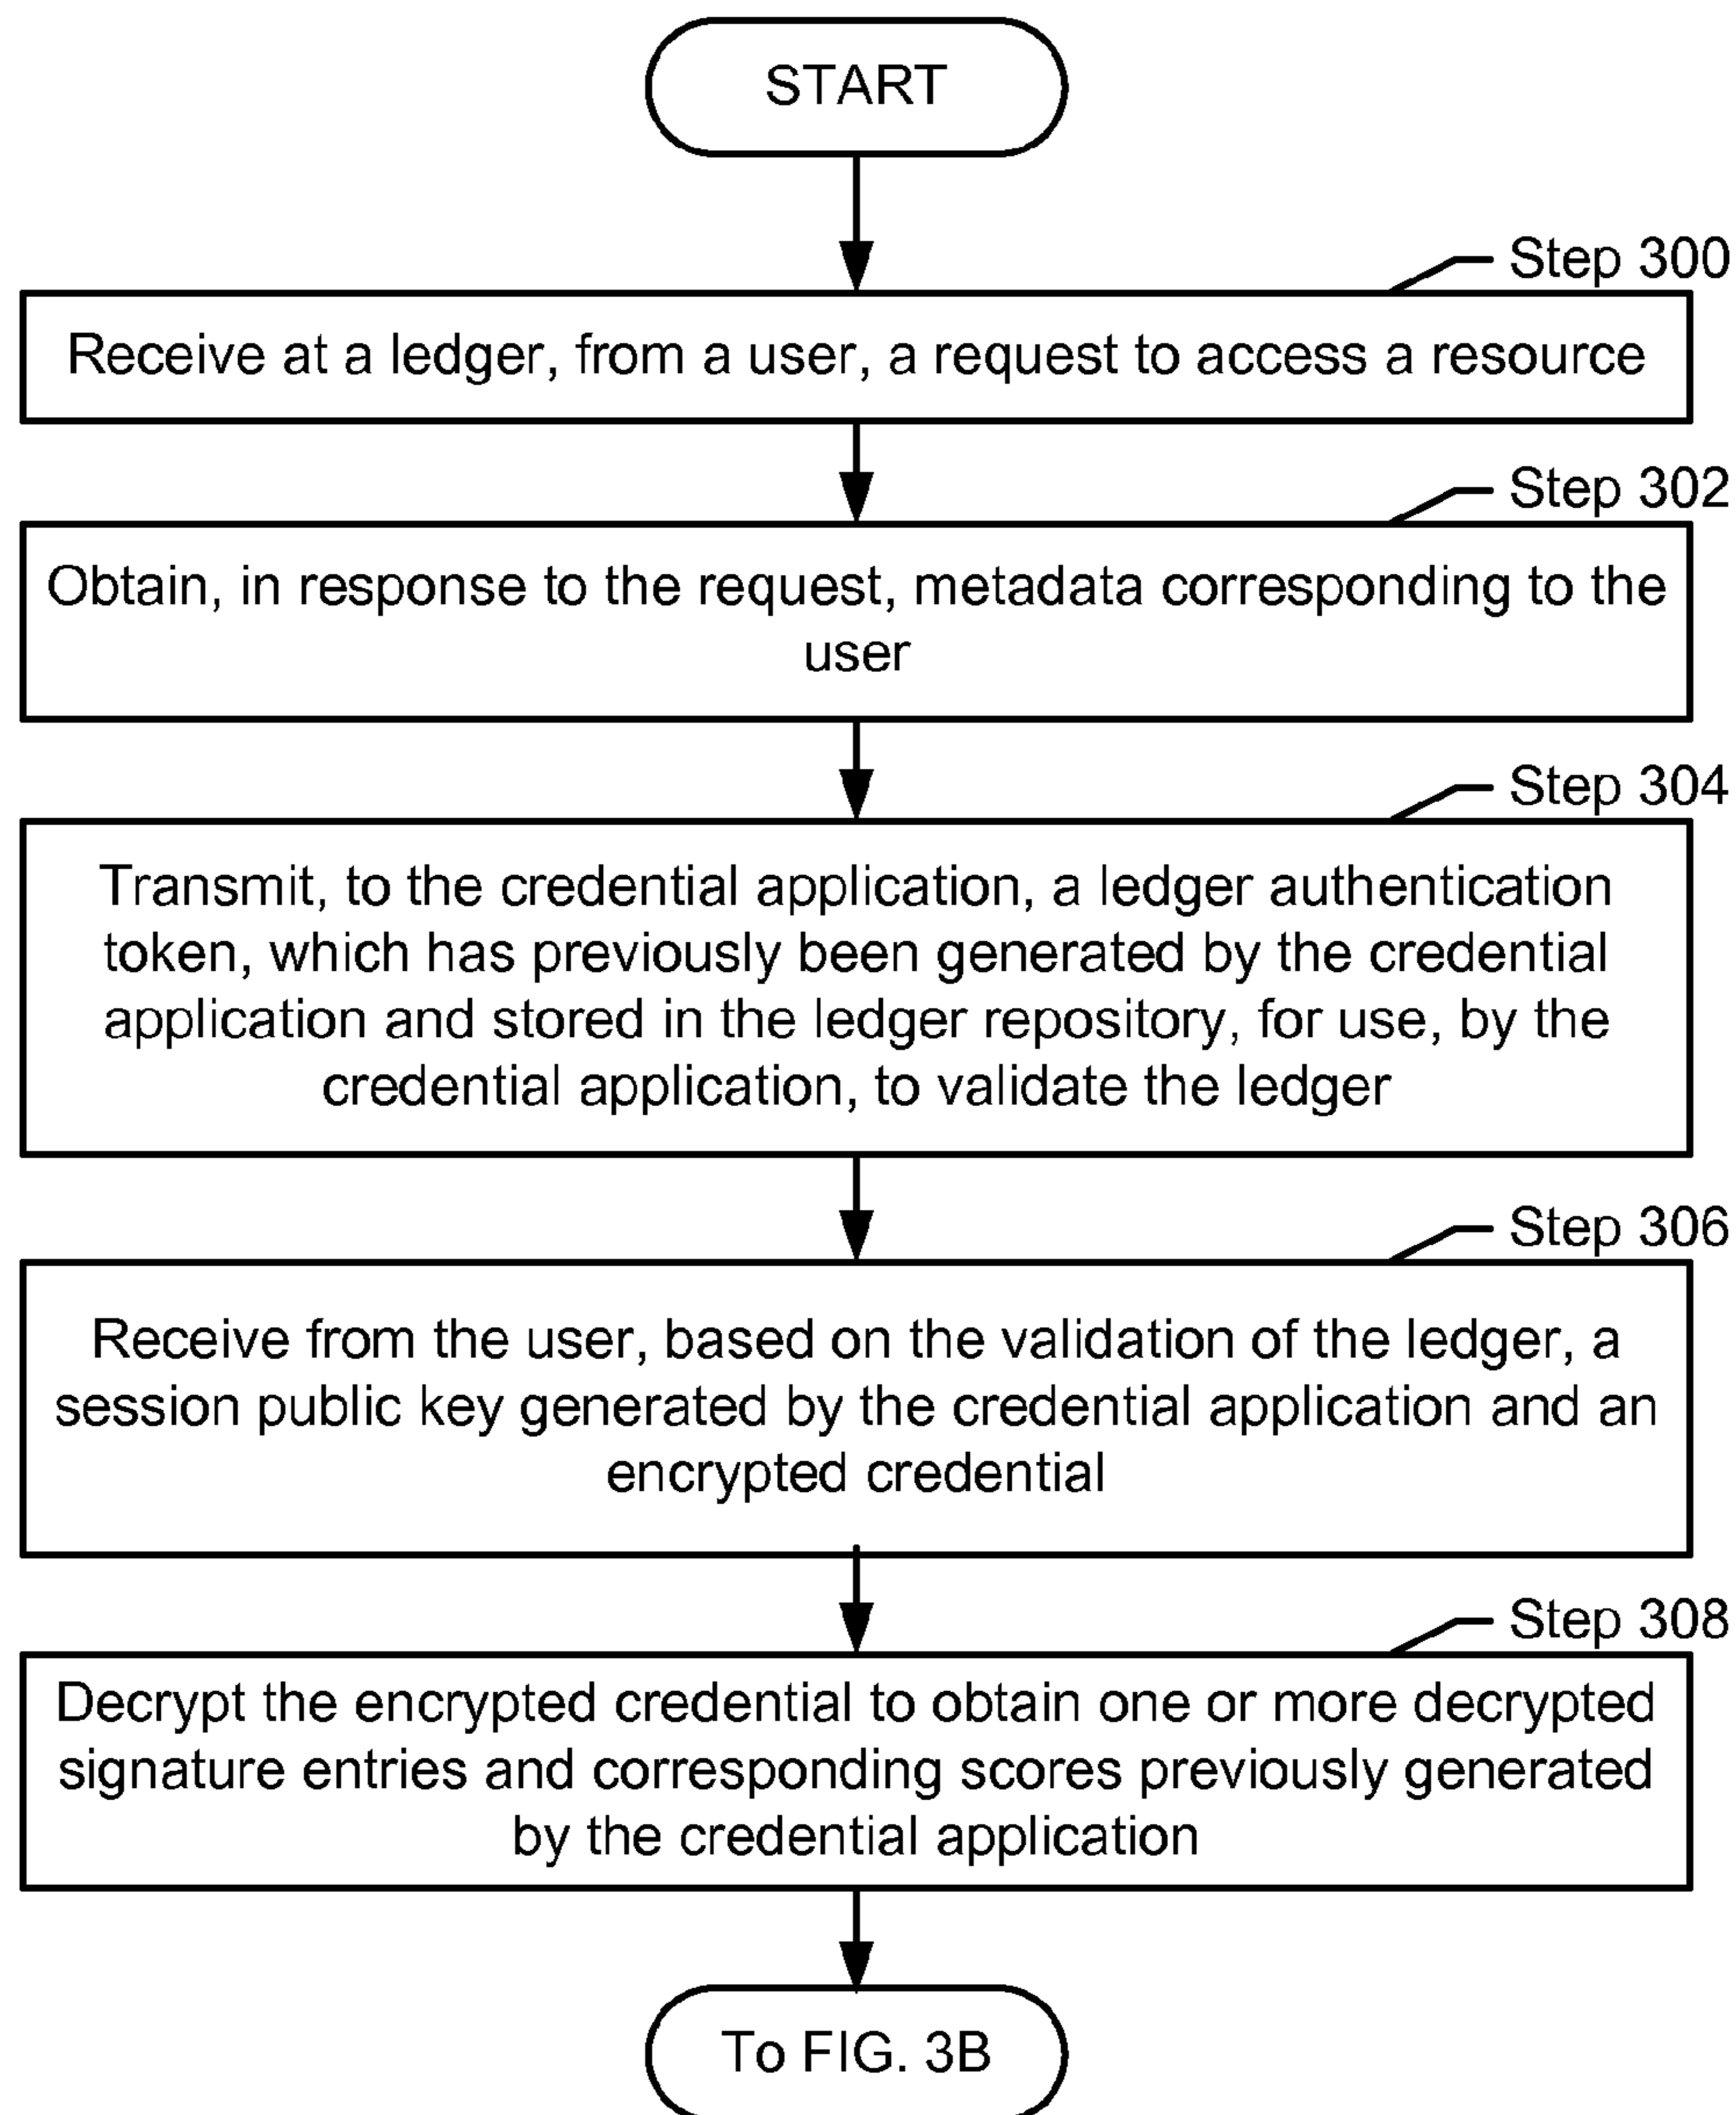 START
Step 300
Receive at a ledger, from a user, a request to access a resource
Step 302
Obtain, in response to the request, metadata corresponding to the
user
Step 304
Transmit, to the credential application, a ledger authentication
token, which has previously been generated by the credential
application and stored in the ledger repository, for use, by the
credential application, to validate the ledger
Step 306
Receive from the user, based on the validation of the ledger, a
session public key generated by the credential application and an
encrypted credential
Step 308
Decrypt the encrypted credential to obtain one or more decrypted
signature entries and corresponding scores previously generated
by the credential application
To FIG. 3B